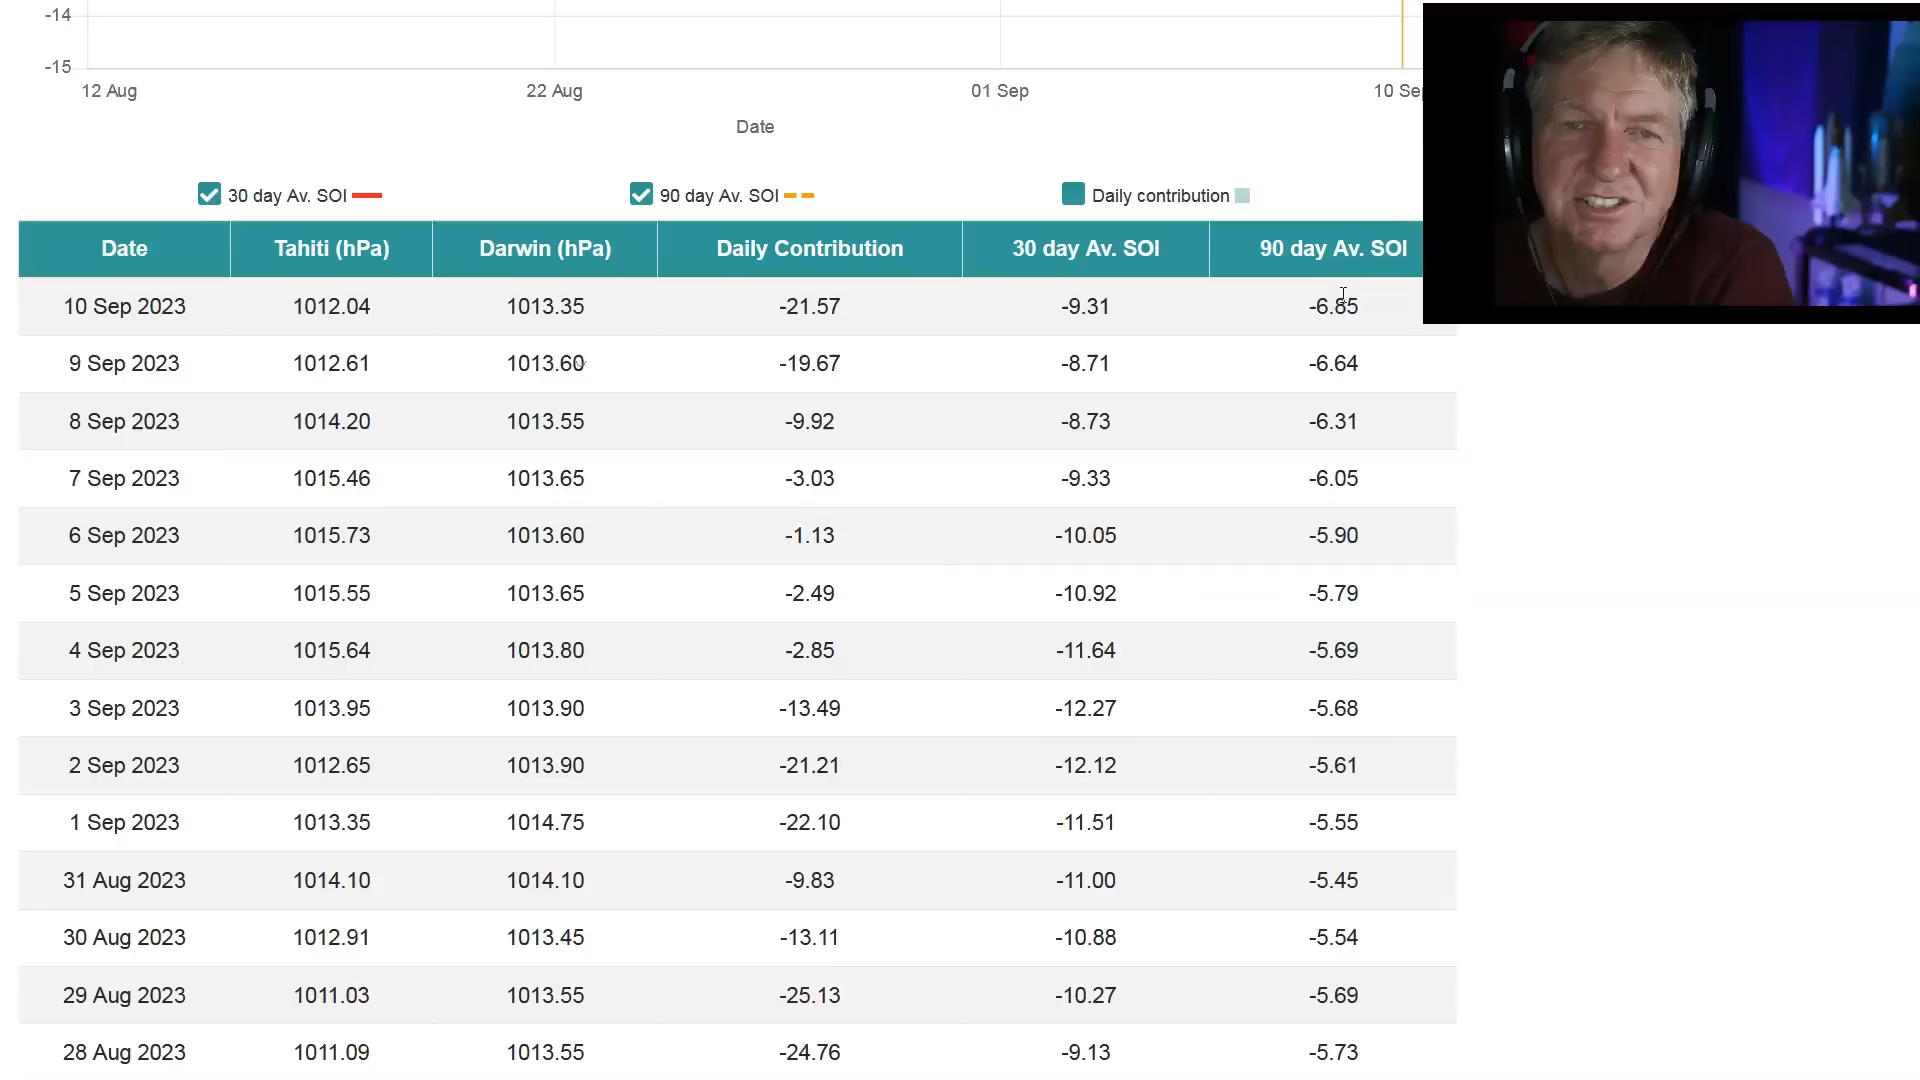 -14
-15
12 Aug 22 Aug 01 Sep 10 Sep
Date
30 day Av. SOI 90 day Av. SOI Daily contribution
Date Tahiti (hPa) Darwin (hPa) Daily Contribution 30 day Av. SOI 90 day Av. SOI
10 Sep 2023 1012.04 1013.35 -21.57 -9.31 -6.85
9 Sep 2023 1012.61 1013.60 -19.67 -8.71 -6.64
8 Sep 2023 1014.20 1013.55 -9.92 -8.73 -6.31
7 Sep 2023 1015.46 1013.65 -3.03 -9.33 -6.05
6 Sep 2023 1015.73 1013.60 -1.13 -10.05 -5.90
5 Sep 2023 1015.55 1013.65 -2.49 -10.92 -5.79
4 Sep 2023 1015.64 1013.80 -2.85 -11.64 -5.69
3 Sep 2023 1013.95 1013.90 -13.49 -12.27 -5.68
2 Sep 2023 1012.65 1013.90 -21.21 -12.12 -5.61
1 Sep 2023 1013.35 1014.75 -22.10 -11.51 -5.55
31 Aug 2023 1014.10 1014.10 -9.83 -11.00 -5.45
30 Aug 2023 1012.91 1013.45 -13.11 -10.88 -5.54
29 Aug 2023 1011.03 1013.55 -25.13 -10.27 -5.69
28 Aug 2023 1011.09 1013.55 -24.76 -9.13 -5.73